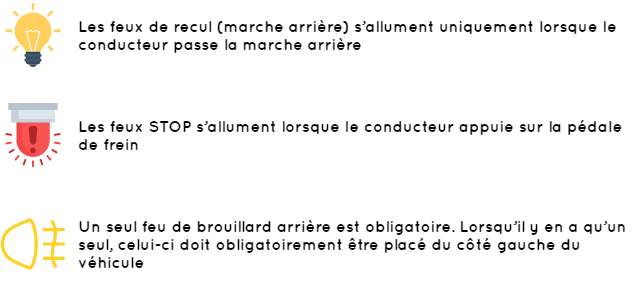 Les feux de recul (marche arrière) s'allument uniquement lorsque le
conducteur passe la marche arrière
Les feux STOP s'allument lorsque le conducteur appuie sur la pédale
de frein
Un seul feu de brouillard arrière est obligatoire. Lorsqu'il y en a qu'un
seul, celui-ci doit obligatoirement être placé du côté gauche du
véhicule